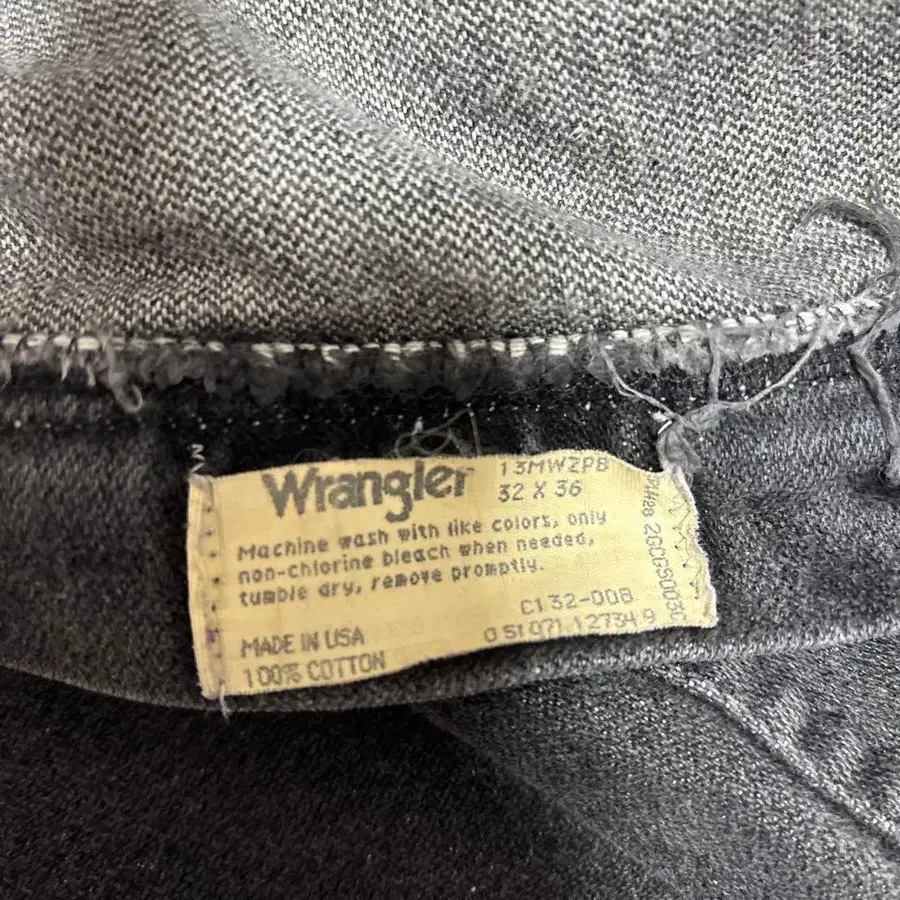 Wrangler
13MWZPB
32 X 36
Machine wash with like colors, only
non-chlorine bleach when needed,
tumble dry, remove promptly.
C132-008
MADE IN USA
0 51071 12734 9
100% COTTON